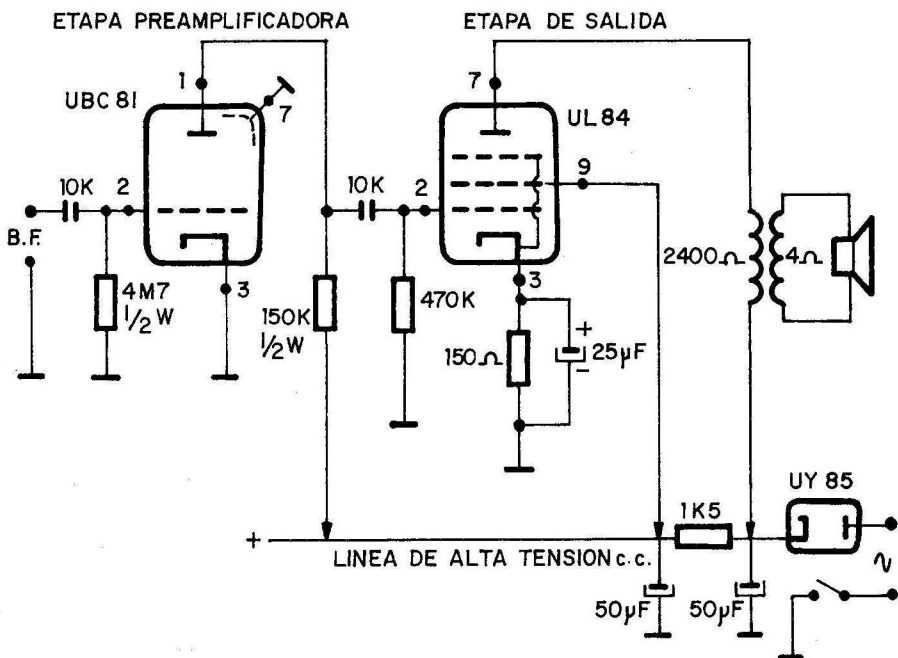 ETAPA PREAMPLIFICADORA
ETAPA DE SALIDA
1
7
UBC 81
7
UL 84
9
10K
2
10K
2
B.F.
3
3
4M7
1/2 W
150K
1/2 W
470K
150Ω
+
25µF
-
2400Ω
4Ω
UY 85
1K5
+
LINEA DE ALTA TENSION c.c.
∿
50µF
50µF